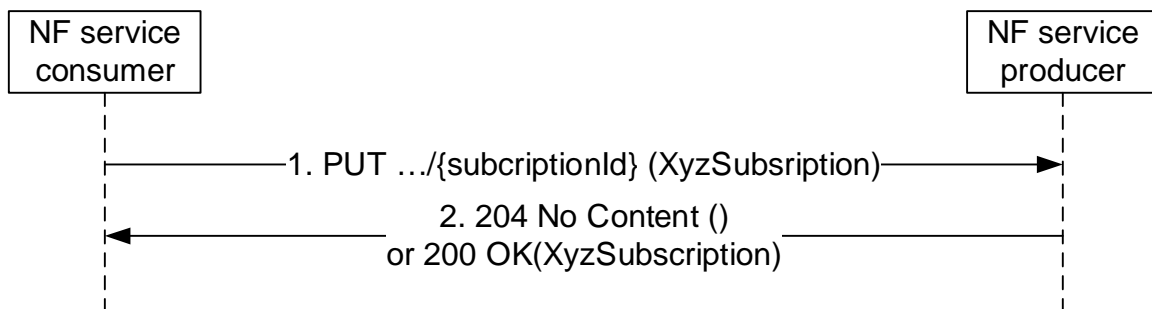 NF service
consumer
NF service
producer
1. PUT …/{subcriptionId} (XyzSubsription)
2. 204 No Content ()
or 200 OK(XyzSubscription)